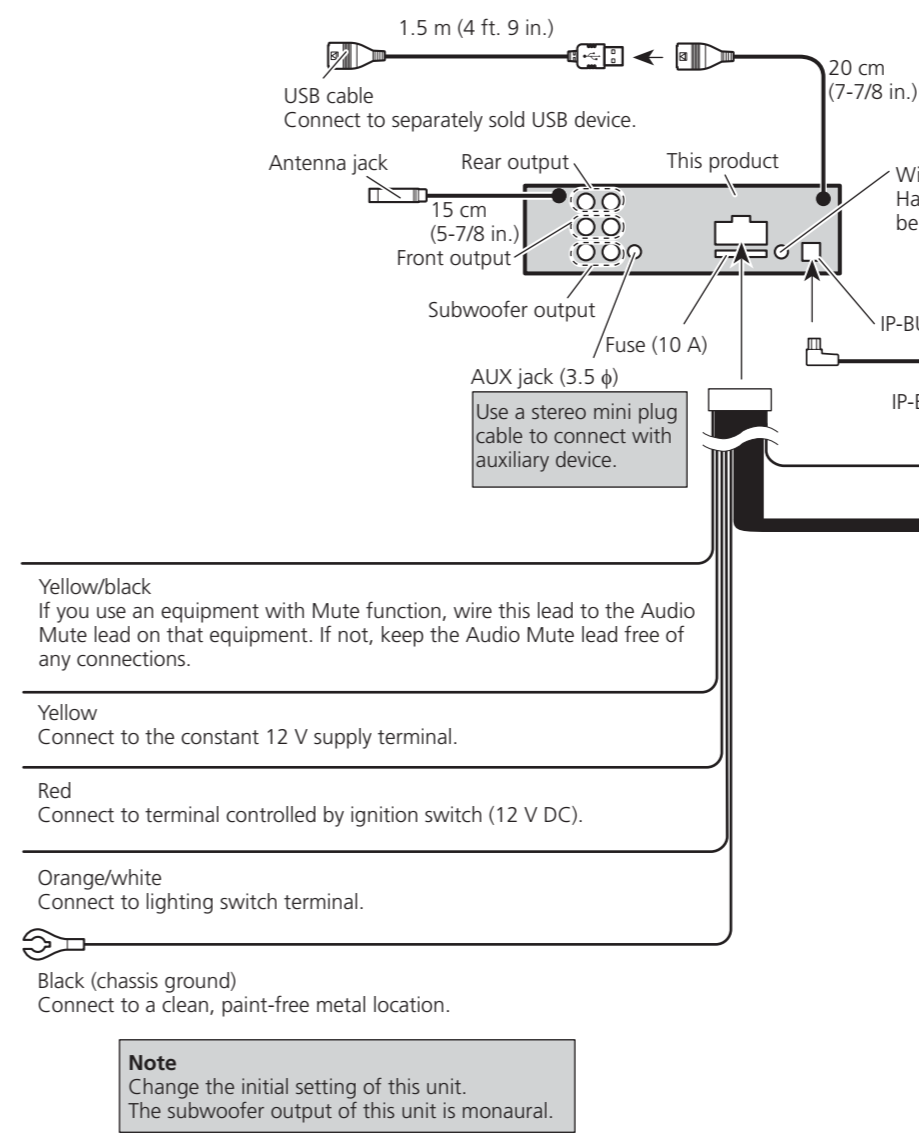 1.5 m (4 ft. 9 in.)
20 cm
(7-7/8 in.)
USB cable
Connect to separately sold USB device.
Antenna jack
Rear output
This product
15 cm
(5-7/8 in.)
Front output
Subwoofer output
Fuse (10 A)
AUX jack (3.5 ϕ)
Use a stereo mini plug
cable to connect with
auxiliary device.
Yellow/black
If you use an equipment with Mute function, wire this lead to the Audio
Mute lead on that equipment. If not, keep the Audio Mute lead free of
any connections.
Yellow
Connect to the constant 12 V supply terminal.
Red
Connect to terminal controlled by ignition switch (12 V DC).
Orange/white
Connect to lighting switch terminal.
Black (chassis ground)
Connect to a clean, paint-free metal location.
Note
Change the initial setting of this unit.
The subwoofer output of this unit is monaural.